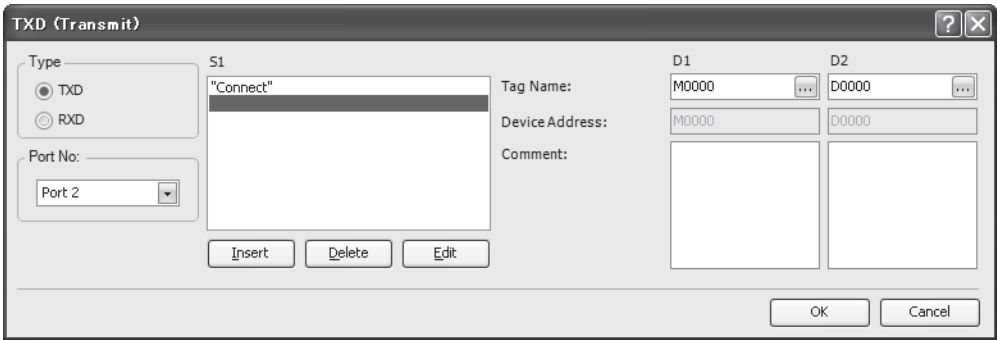 TXD (Transmit)
Type
TXD
RXD
Port No:
Port 2
S1
"Connect"
Insert Delete Edit
D1 D2
Tag Name: M0000 ... D0000 ...
Device Address: M0000 D0000
Comment:
OK Cancel